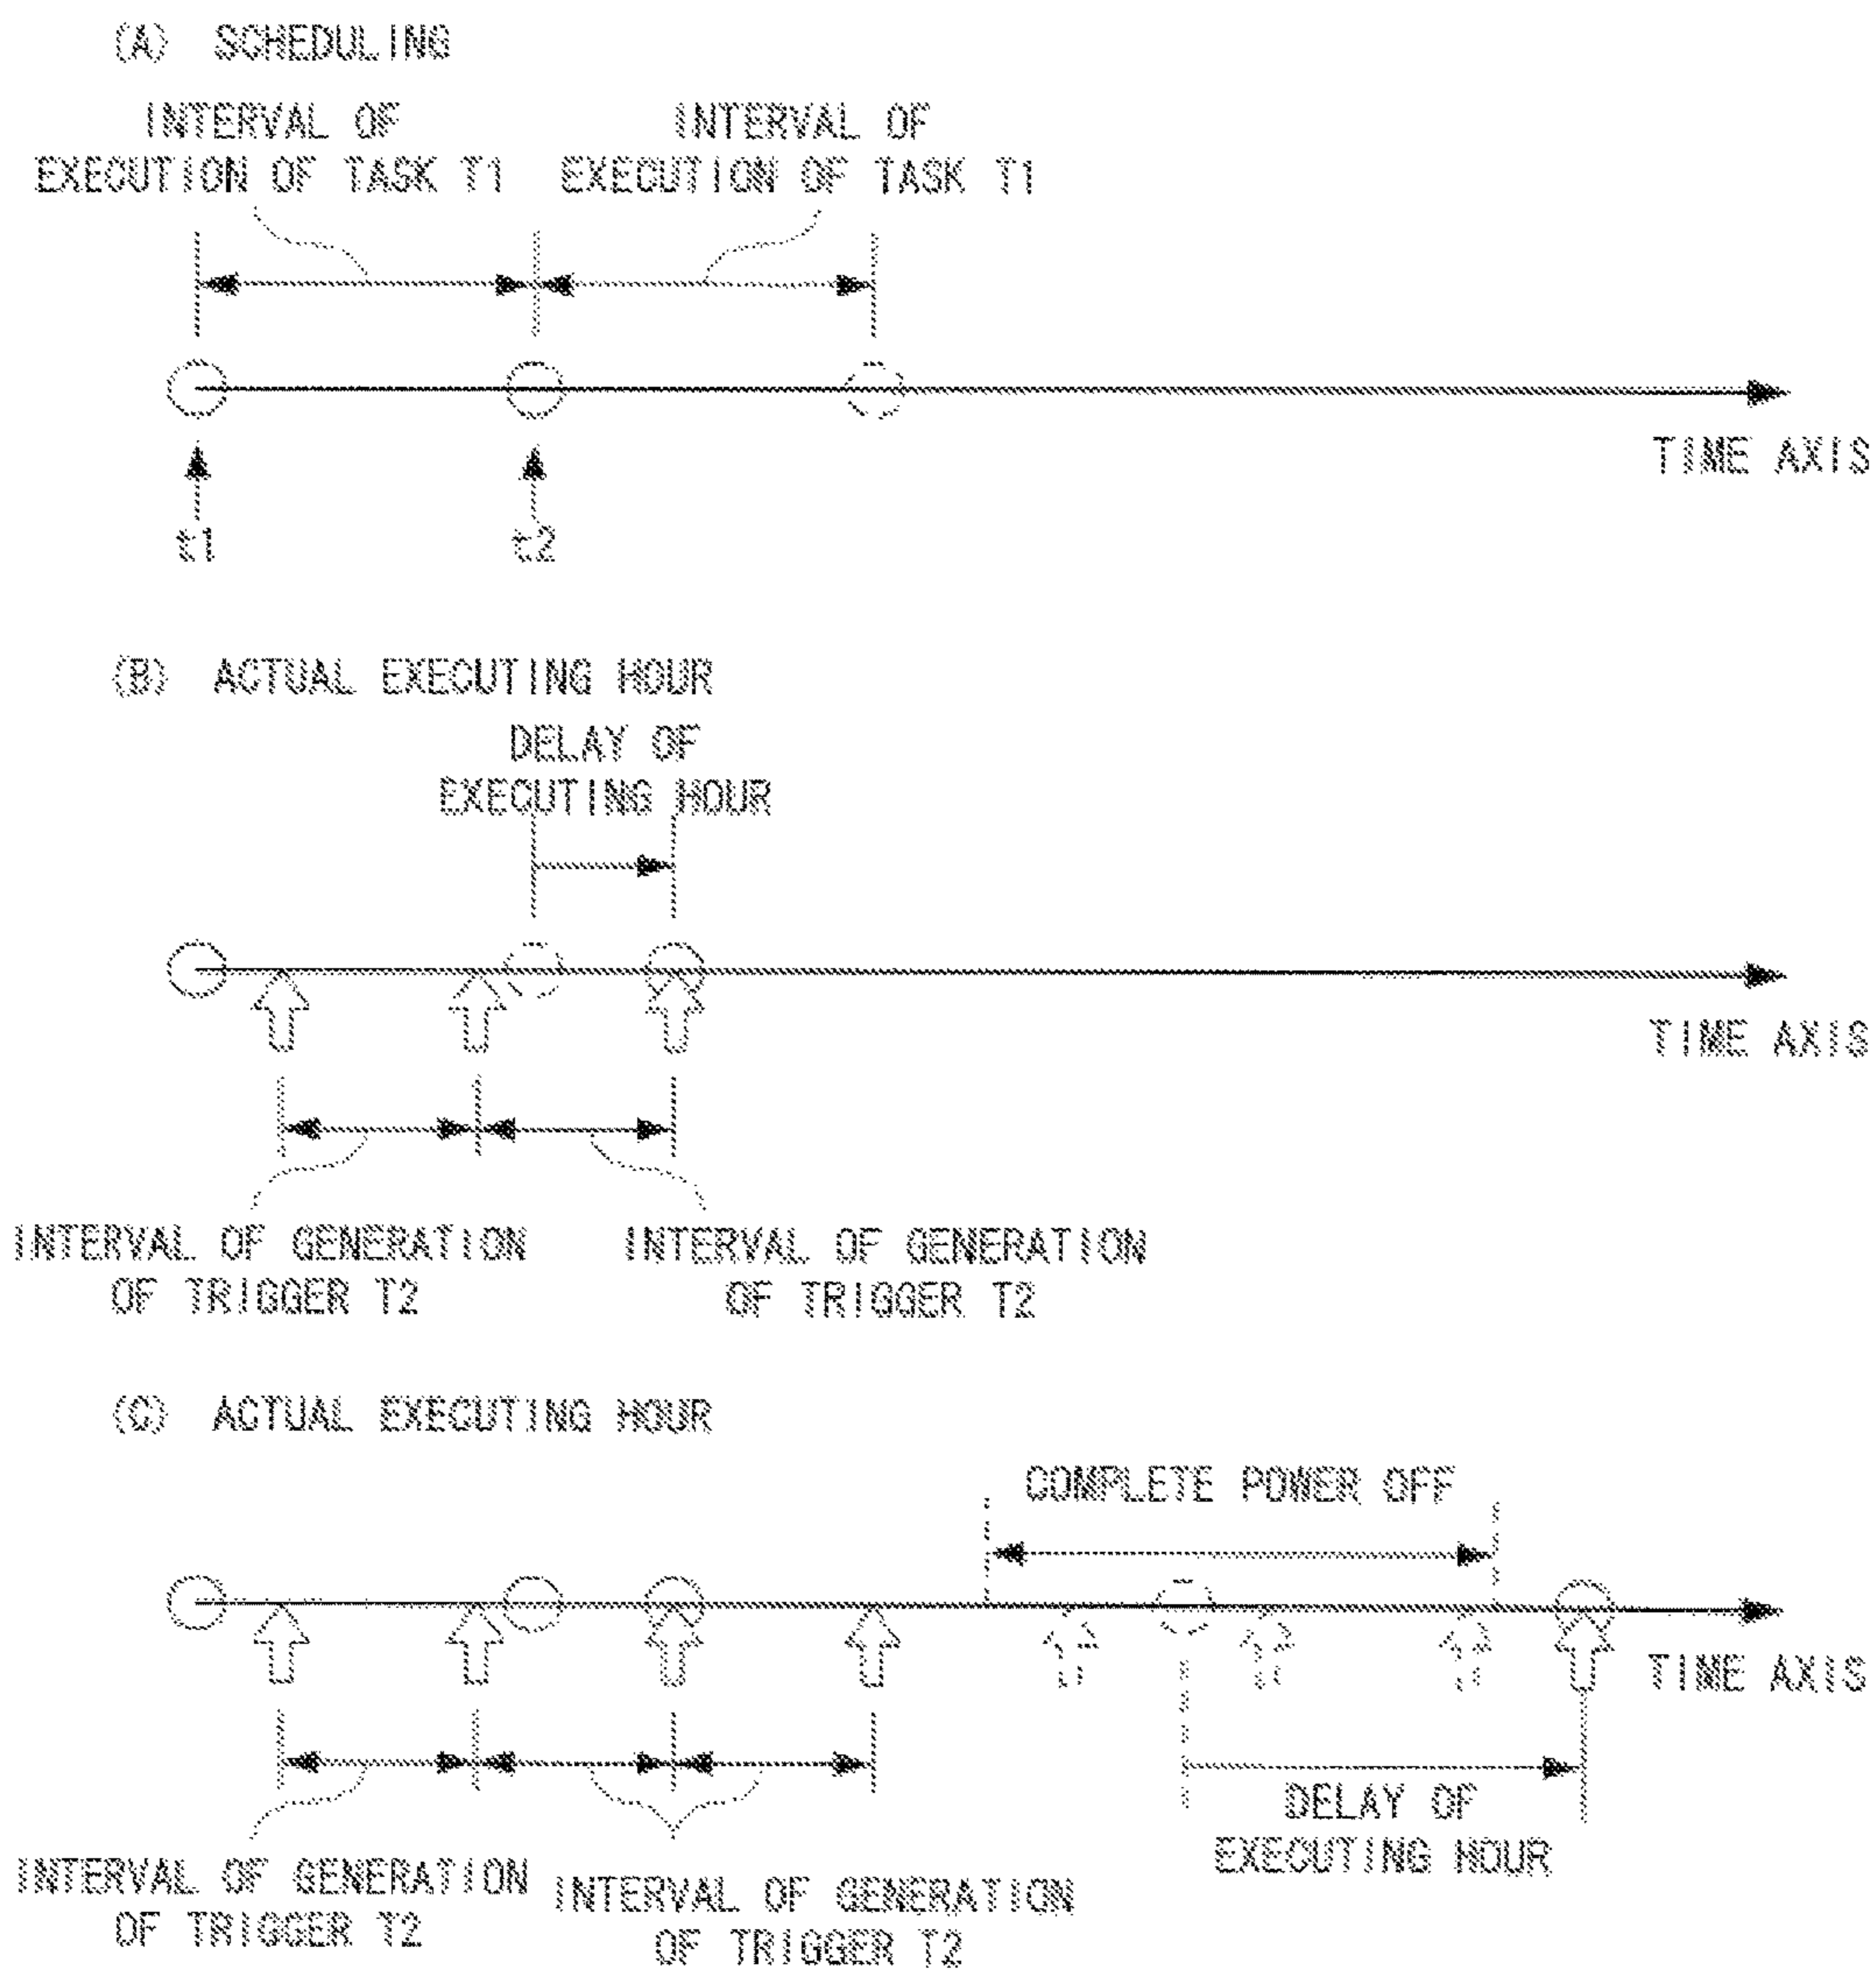 (A) SCHEDULING
INTERVAL OF
EXECUTION OF TASK T1
INTERVAL OF
EXECUTION OF TASK T1
TIME AXIS
t1
t2
(B) ACTUAL EXECUTING HOUR
DELAY OF
EXECUTING HOUR
TIME AXIS
INTERVAL OF GENERATION
OF TRIGGER T2
INTERVAL OF GENERATION
OF TRIGGER T2
(C) ACTUAL EXECUTING HOUR
COMPLETE POWER OFF
TIME AXIS
DELAY OF
EXECUTING HOUR
INTERVAL OF GENERATION
OF TRIGGER T2
INTERVAL OF GENERATION
OF TRIGGER T2